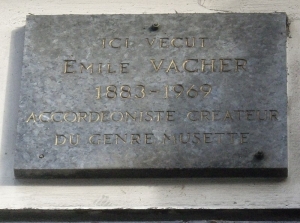 ICI VECUT
EMILE VACHER
1883-1969
ACCORDEONISTE CREATEUR
DU GENRE MUSETTE